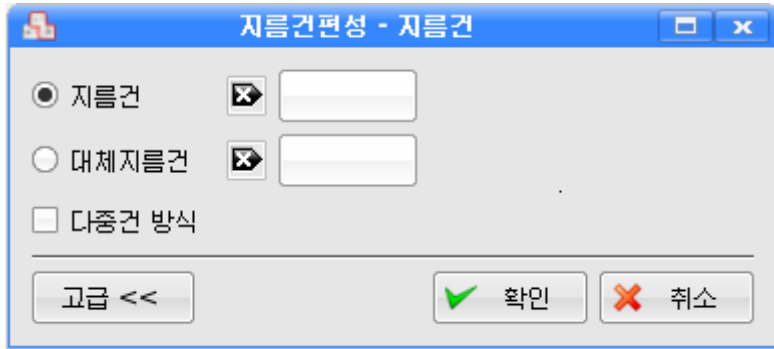 지름건편성 - 지름건
지름건
대체지름건
다중건 방식
고급 <<
확인
취소